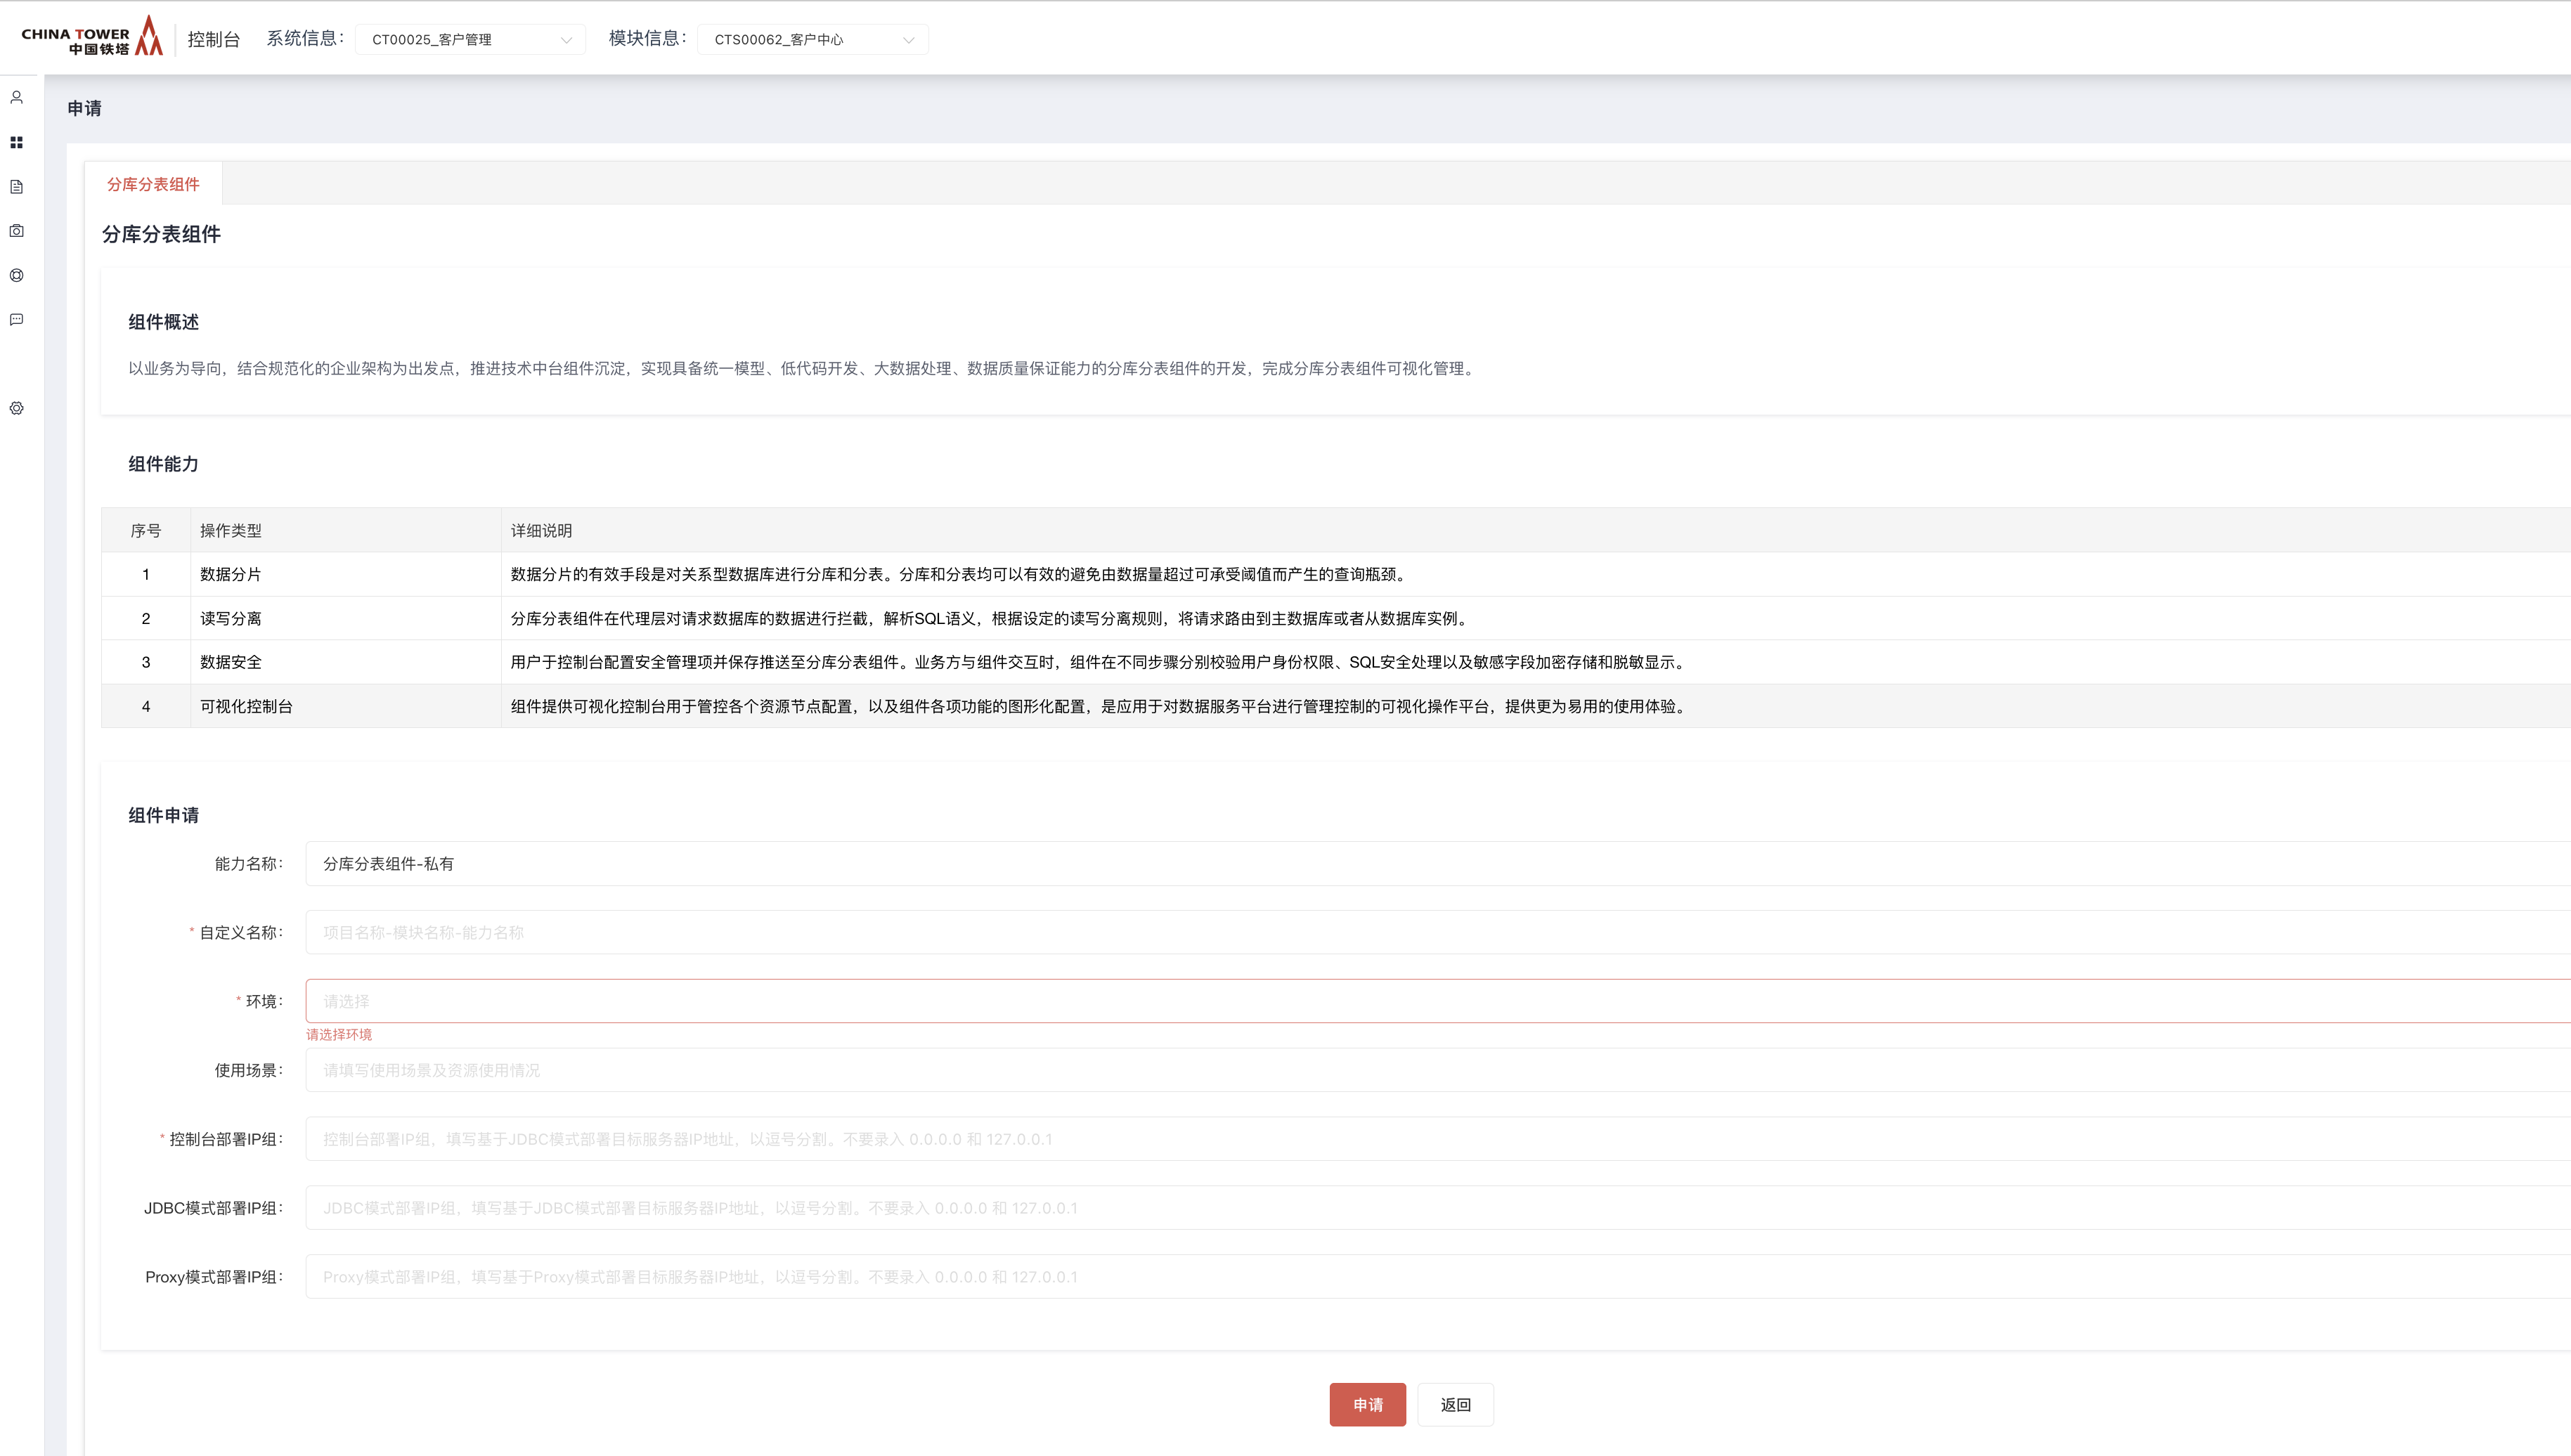 CHINA TOWER
中国铁塔
控制台 系统信息： CT00025_客户管理 模块信息： CTS00062_客户中心
申请
分库分表组件
分库分表组件
组件概述
以业务为导向，结合规范化的企业架构为出发点，推进技术中台组件沉淀，实现具备统一模型、低代码开发、大数据处理、数据质量保证能力的分库分表组件的开发，完成分库分表组件可视化管理。
组件能力
序号 操作类型 详细说明
1 数据分片 数据分片的有效手段是对关系型数据库进行分库和分表。分库和分表均可以有效的避免由数据量超过可承受阈值而产生的查询瓶颈。
2 读写分离 分库分表组件在代理层对请求数据库的数据进行拦截，解析SQL语义，根据设定的读写分离规则，将请求路由到主数据库或者从数据库实例。
3 数据安全 用户于控制台配置安全管理项并保存推送至分库分表组件。业务方与组件交互时，组件在不同步骤分别校验用户身份权限、SQL安全处理以及敏感字段加密存储和脱敏显示。
4 可视化控制台 组件提供可视化控制台用于管控各个资源节点配置，以及组件各项功能的图形化配置，是应用于对数据服务平台进行管理控制的可视化操作平台，提供更为易用的使用体验。
组件申请
能力名称： 分库分表组件-私有
* 自定义名称： 项目名称-模块名称-能力名称
* 环境： 请选择
请选择环境
使用场景： 请填写使用场景及资源使用情况
* 控制台部署IP组： 控制台部署IP组，填写基于JDBC模式部署目标服务器IP地址，以逗号分割。不要录入 0.0.0.0 和 127.0.0.1
JDBC模式部署IP组： JDBC模式部署IP组，填写基于JDBC模式部署目标服务器IP地址，以逗号分割。不要录入 0.0.0.0 和 127.0.0.1
Proxy模式部署IP组： Proxy模式部署IP组，填写基于Proxy模式部署目标服务器IP地址，以逗号分割。不要录入 0.0.0.0 和 127.0.0.1
申请 返回